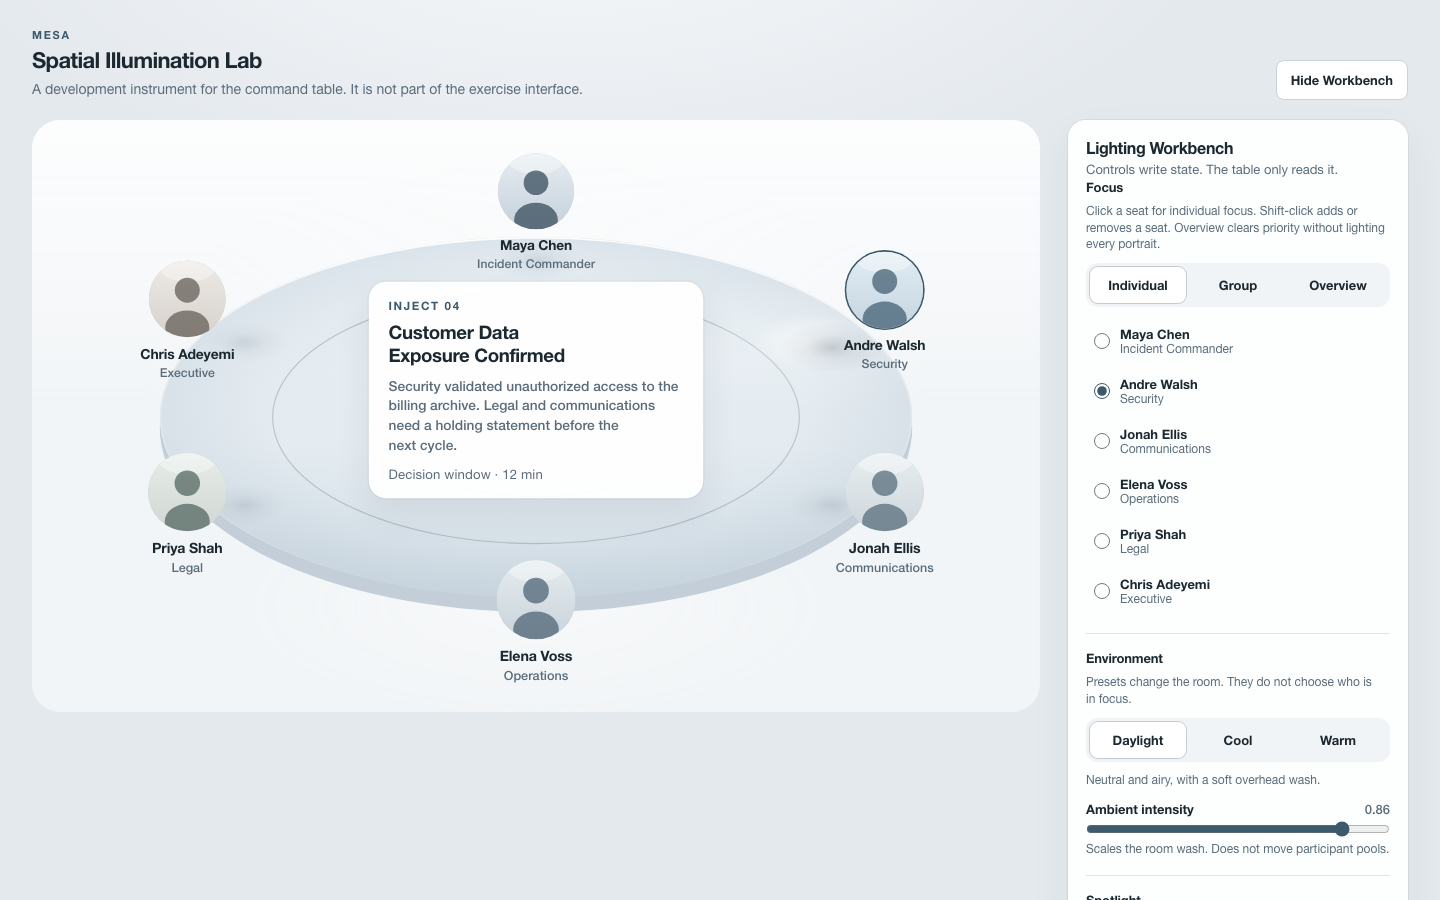 MESA
Spatial Illumination Lab
A development instrument for the command table. It is not part of the exercise interface.
Hide Workbench
Maya Chen
Incident Commander
Chris Adeyemi
Executive
Andre Walsh
Security
INJECT 04
Customer Data
Exposure Confirmed
Security validated unauthorized access to the
billing archive. Legal and communications
need a holding statement before the
next cycle.
Decision window · 12 min
Priya Shah
Legal
Jonah Ellis
Communications
Elena Voss
Operations
Lighting Workbench
Controls write state. The table only reads it.
Focus
Click a seat for individual focus. Shift-click adds or
removes a seat. Overview clears priority without lighting
every portrait.
Individual Group Overview
Maya Chen
Incident Commander
Andre Walsh
Security
Jonah Ellis
Communications
Elena Voss
Operations
Priya Shah
Legal
Chris Adeyemi
Executive
Environment
Presets change the room. They do not choose who is
in focus.
Daylight Cool Warm
Neutral and airy, with a soft overhead wash.
Ambient intensity 0.86
Scales the room wash. Does not move participant pools.
Spotlight